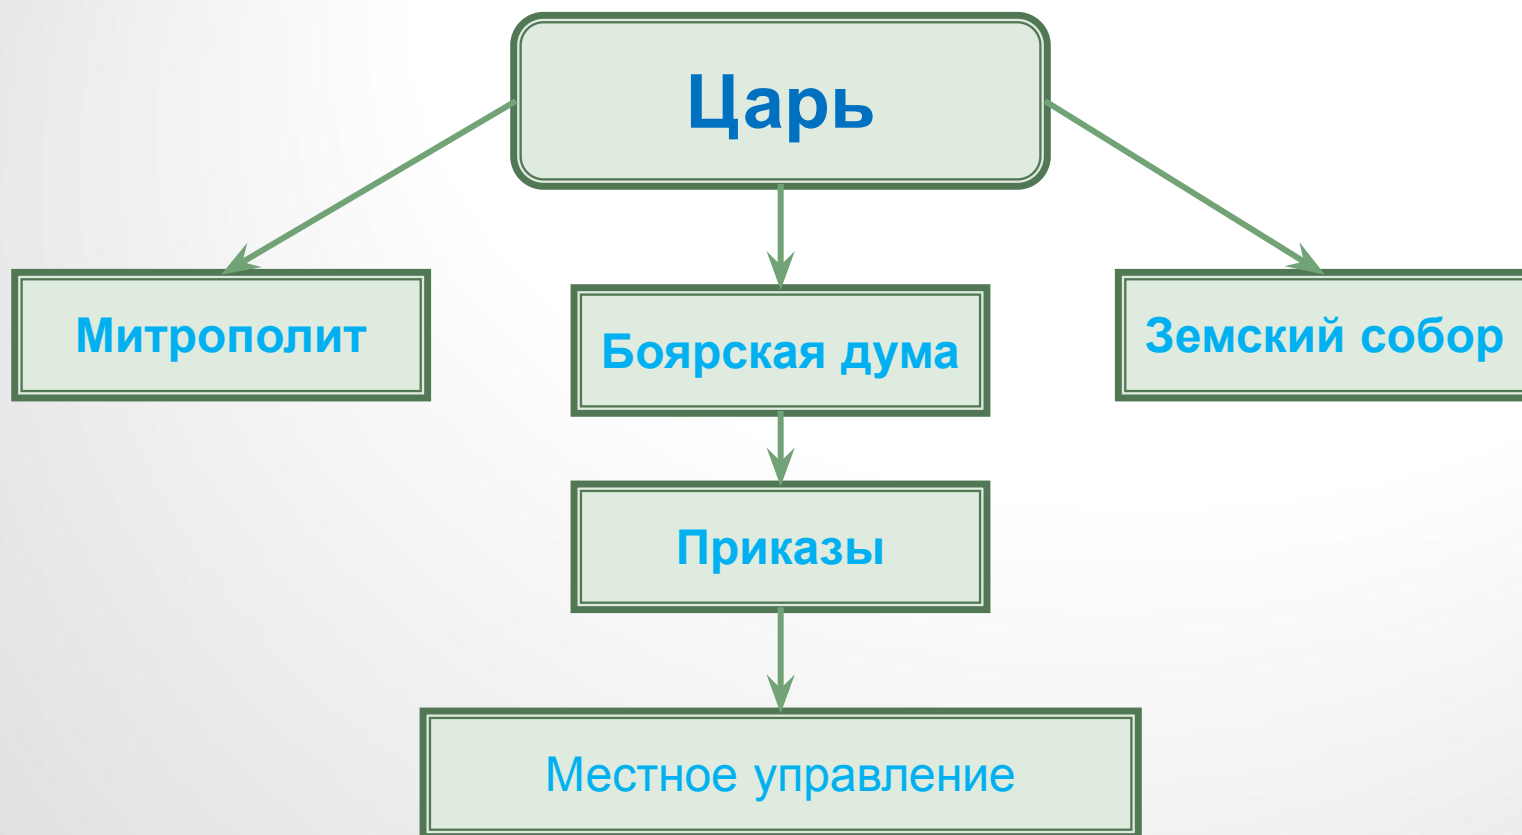 Царь
Митрополит
Боярская дума
Земский собор
Приказы
Местное управление